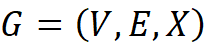 G = (V, E, X)